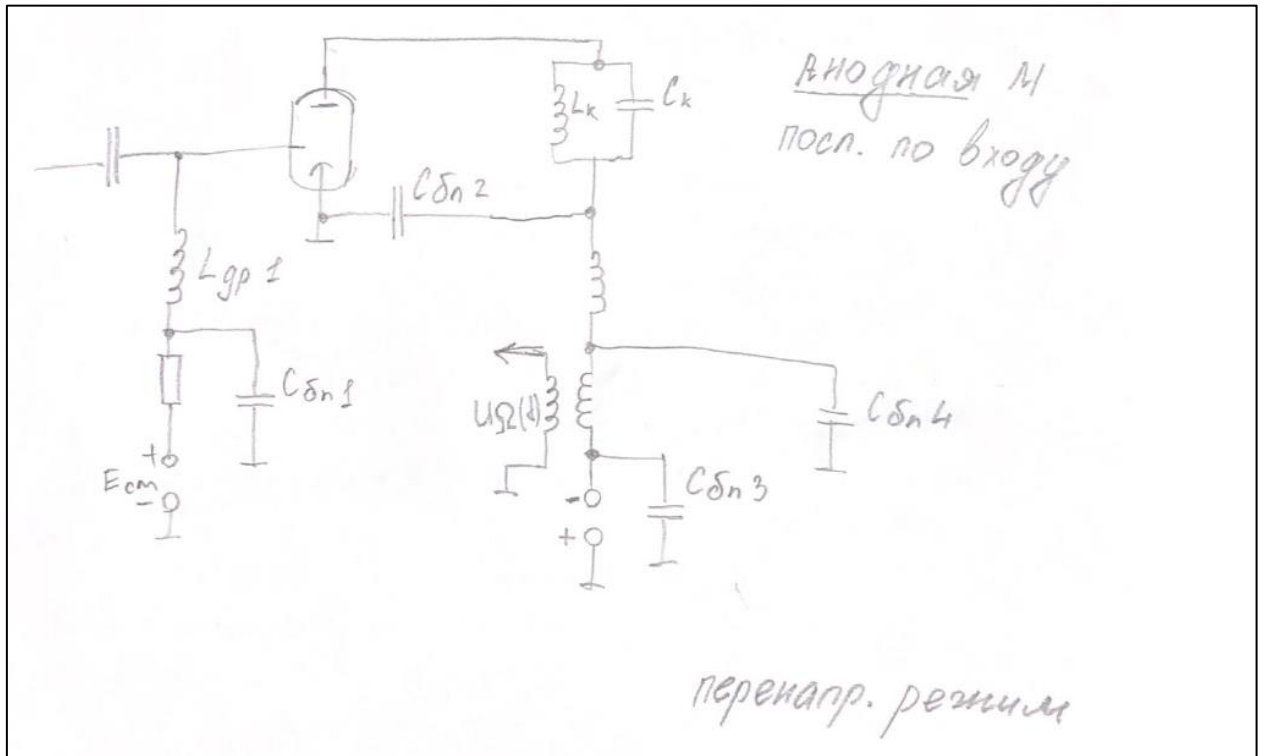 Анодная М
посл. по входу
Lк
Cк
Cбл 2
Lдр 1
Cбл 1
UΩ(t)
Cбл 4
+
Eсм
-
Cбл 3
-
+
перенапр. режим